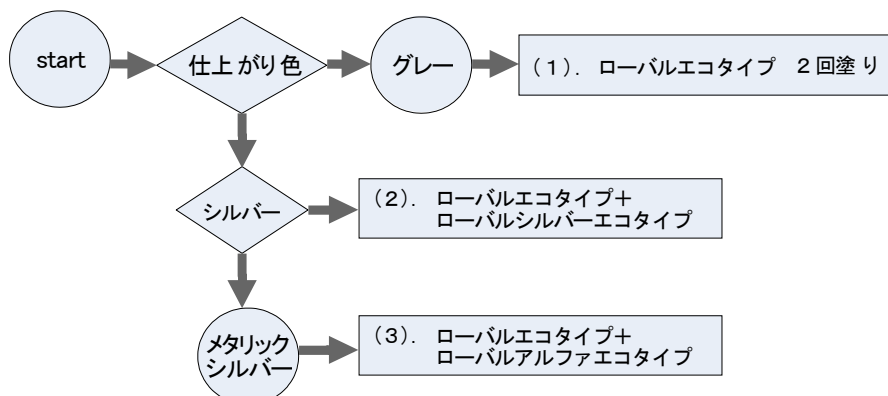 start
仕上がり色
グレー
(1). ローバルエコタイプ 2回塗り
シルバー
(2). ローバルエコタイプ+
ローバルシルバーエコタイプ
メタリック
シルバー
(3). ローバルエコタイプ+
ローバルアルファエコタイプ